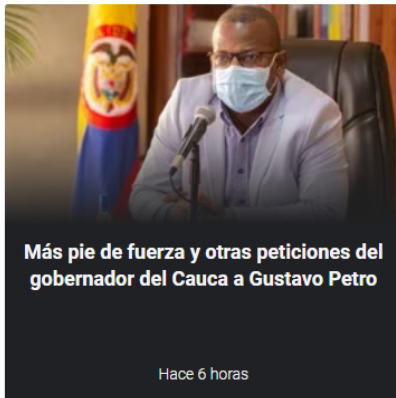 Más pie de fuerza y otras peticiones del
gobernador del Cauca a Gustavo Petro
Hace 6 horas